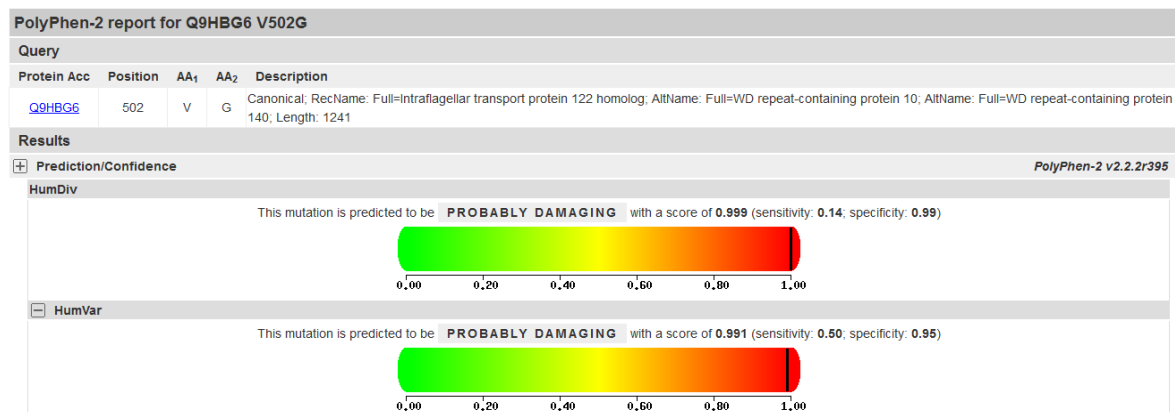 PolyPhen-2 report for Q9HBG6 V502G
Query
Protein Acc Position AA1 AA2 Description
Q9HBG6 502 V G Canonical; RecName: Full=Intraflagellar transport protein 122 homolog; AltName: Full=WD repeat-containing protein 10; AltName: Full=WD repeat-containing protein
140; Length: 1241
Results
+ Prediction/Confidence PolyPhen-2 v2.2.2r395
HumDiv
This mutation is predicted to be PROBABLY DAMAGING with a score of 0.999 (sensitivity: 0.14; specificity: 0.99)
0.00 0.20 0.40 0.60 0.80 1.00
− HumVar
This mutation is predicted to be PROBABLY DAMAGING with a score of 0.991 (sensitivity: 0.50; specificity: 0.95)
0.00 0.20 0.40 0.60 0.80 1.00